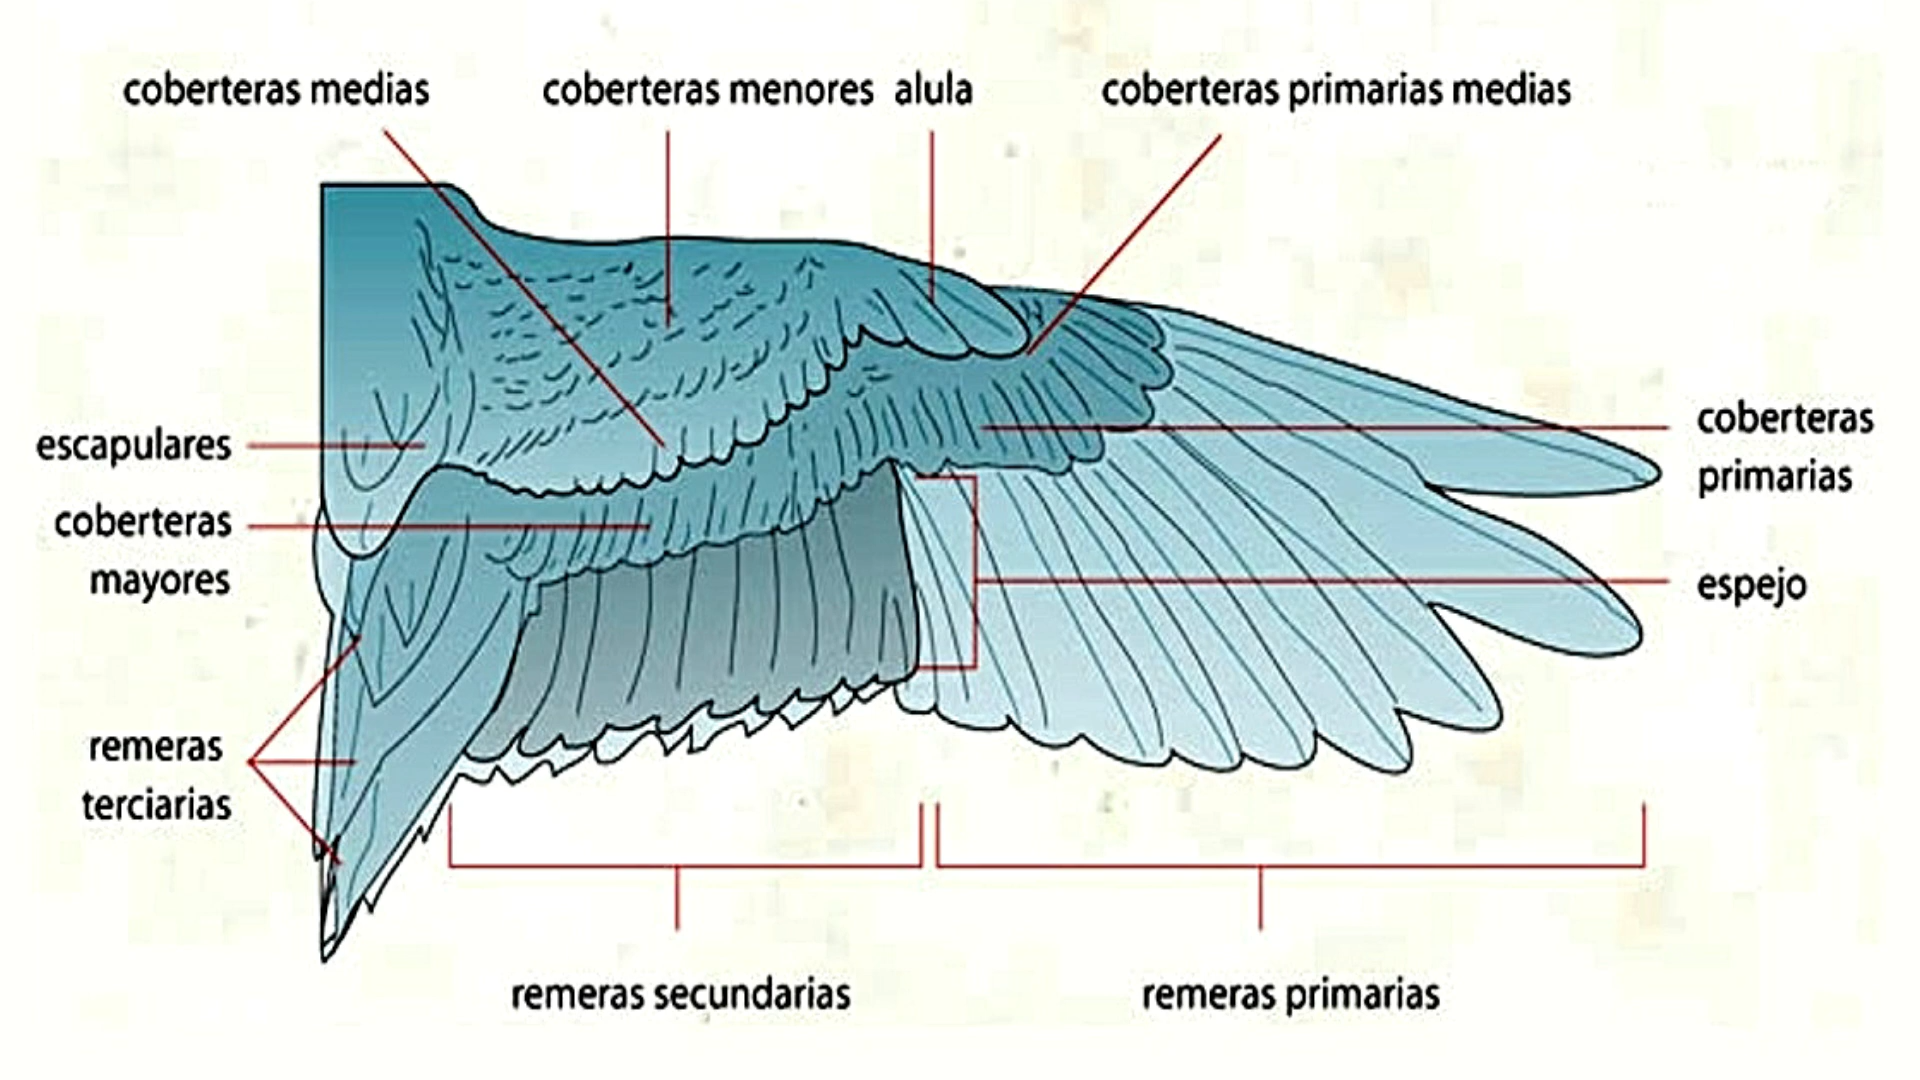 coberteras medias
coberteras menores
alula
coberteras primarias medias
escapulares
coberteras
mayores
remeras
terciarias
coberteras
primarias
espejo
remeras secundarias
remeras primarias